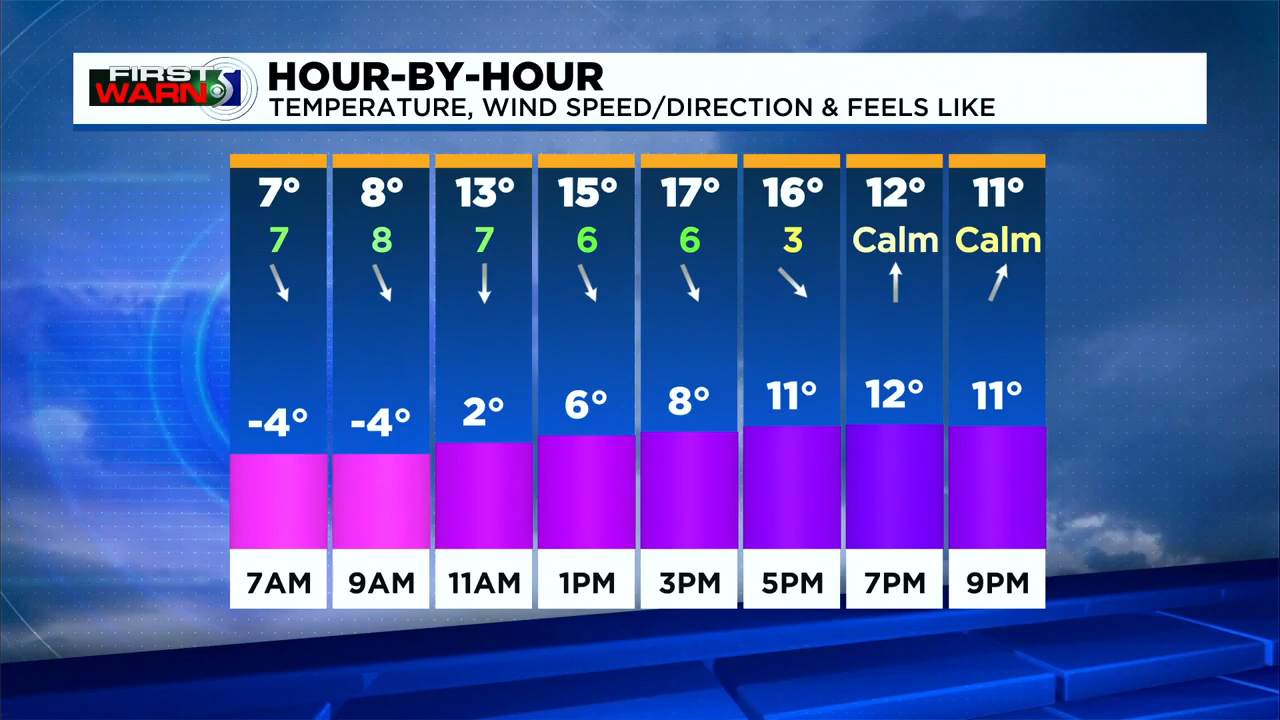 FIRST
WARN 5
HOUR-BY-HOUR
TEMPERATURE, WIND SPEED/DIRECTION & FEELS LIKE
7° 8° 13° 15° 17° 16° 12° 11°
7 8 7 6 6 3 Calm Calm
-4° -4° 2° 6° 8° 11° 12° 11°
7AM 9AM 11AM 1PM 3PM 5PM 7PM 9PM